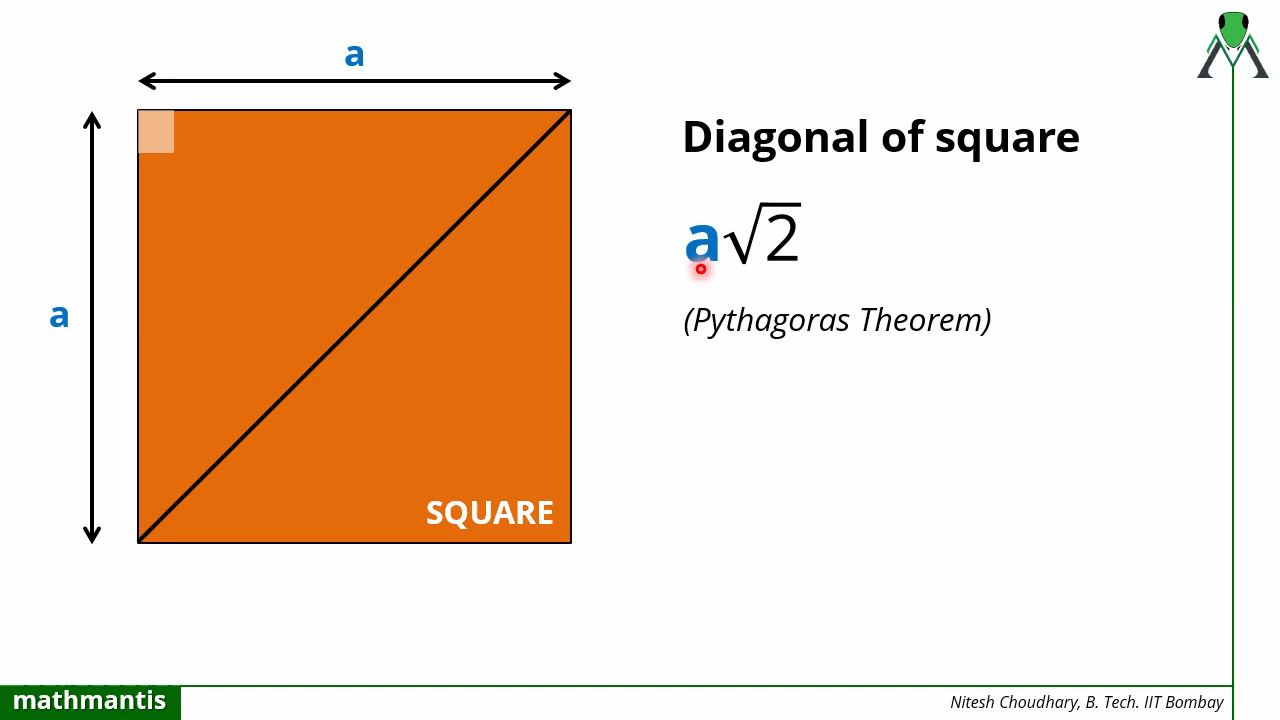 a
a
SQUARE
Diagonal of square
a√2
(Pythagoras Theorem)
mathmantis
Nitesh Choudhary, B. Tech. IIT Bombay